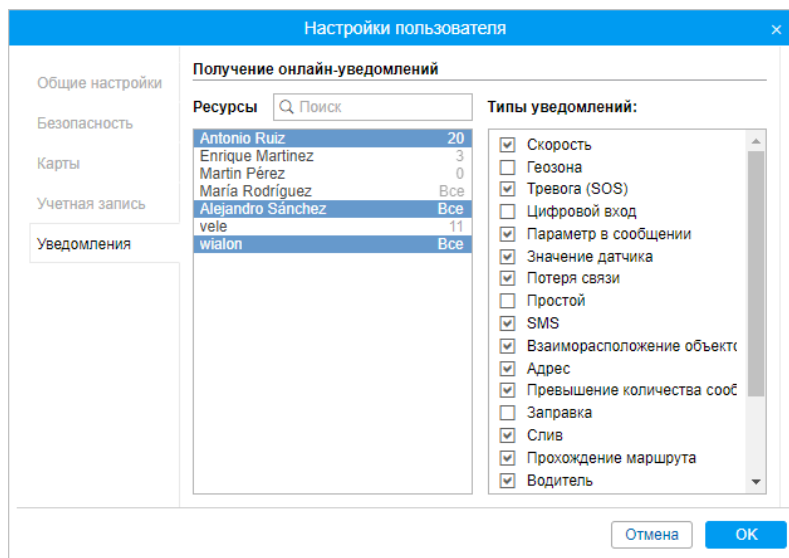 Настройки пользователя
Общие настройки
Безопасность
Карты
Учетная запись
Уведомления
Получение онлайн-уведомлений
Ресурсы Поиск
Antonio Ruiz 20
Enrique Martinez 3
Martin Pérez 0
María Rodríguez Все
Alejandro Sánchez Все
vele 11
wialon Все
Типы уведомлений:
Скорость
Геозона
Тревога (SOS)
Цифровой вход
Параметр в сообщении
Значение датчика
Потеря связи
Простой
SMS
Взаиморасположение объекто
Адрес
Превышение количества сооб
Заправка
Слив
Прохождение маршрута
Водитель
Отмена OK